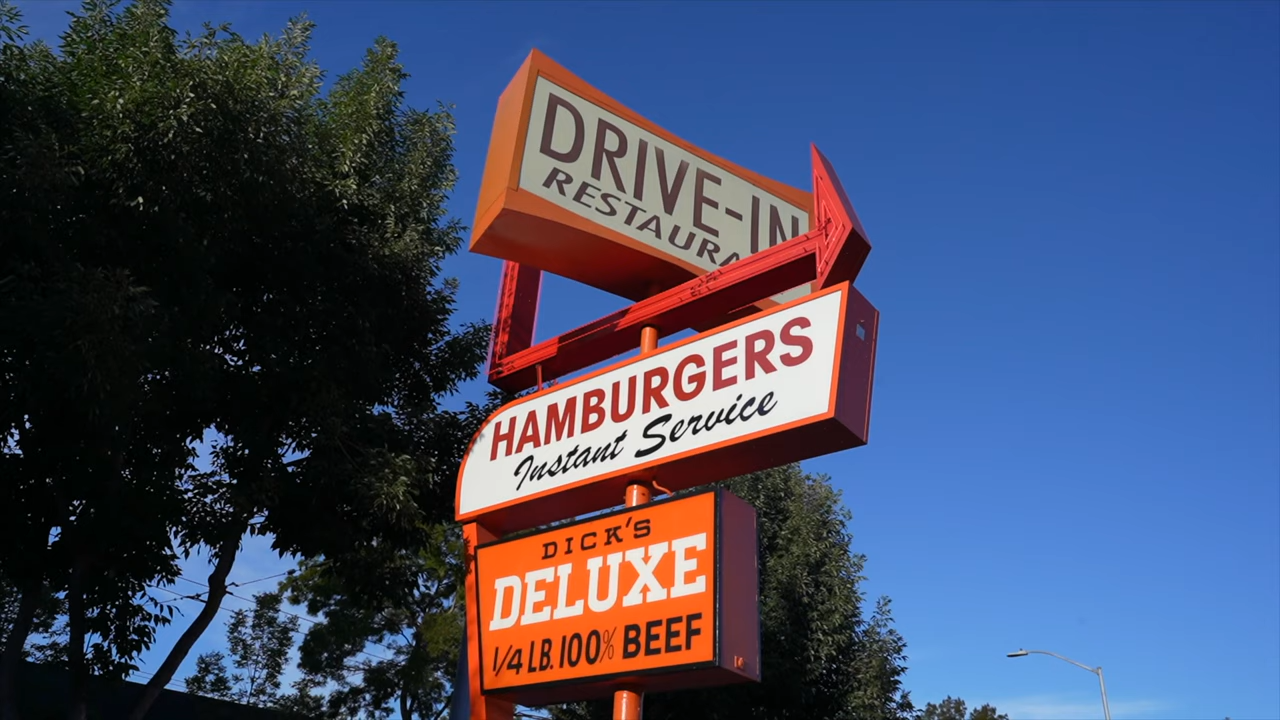 DRIVE-IN
RESTAURA
HAMBURGERS
Instant Service
DICK'S
DELUXE
1/4 LB. 100% BEEF